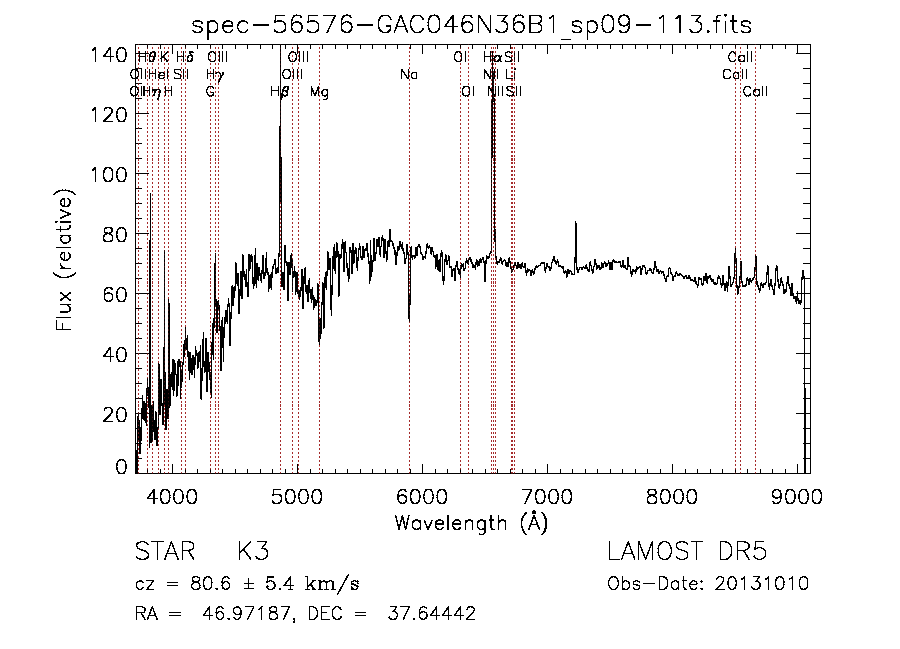 spec-56576-GAC046N36B1_sp09-113.fits
140
120
100
80
60
40
20
0
Flux (relative)
Hθ K Hδ OIII OIII OI Hα SII CaII
OII HeI SII Hγ OIII NII Li CaII
OII Hη H G Hβ Mg Na OI NII SII CaII
4000 5000 6000 7000 8000 9000
Wavelength (Å)
STAR K3
LAMOST DR5
cz = 80.6 ± 5.4 km/s
Obs-Date: 20131010
RA = 46.97187, DEC = 37.64442